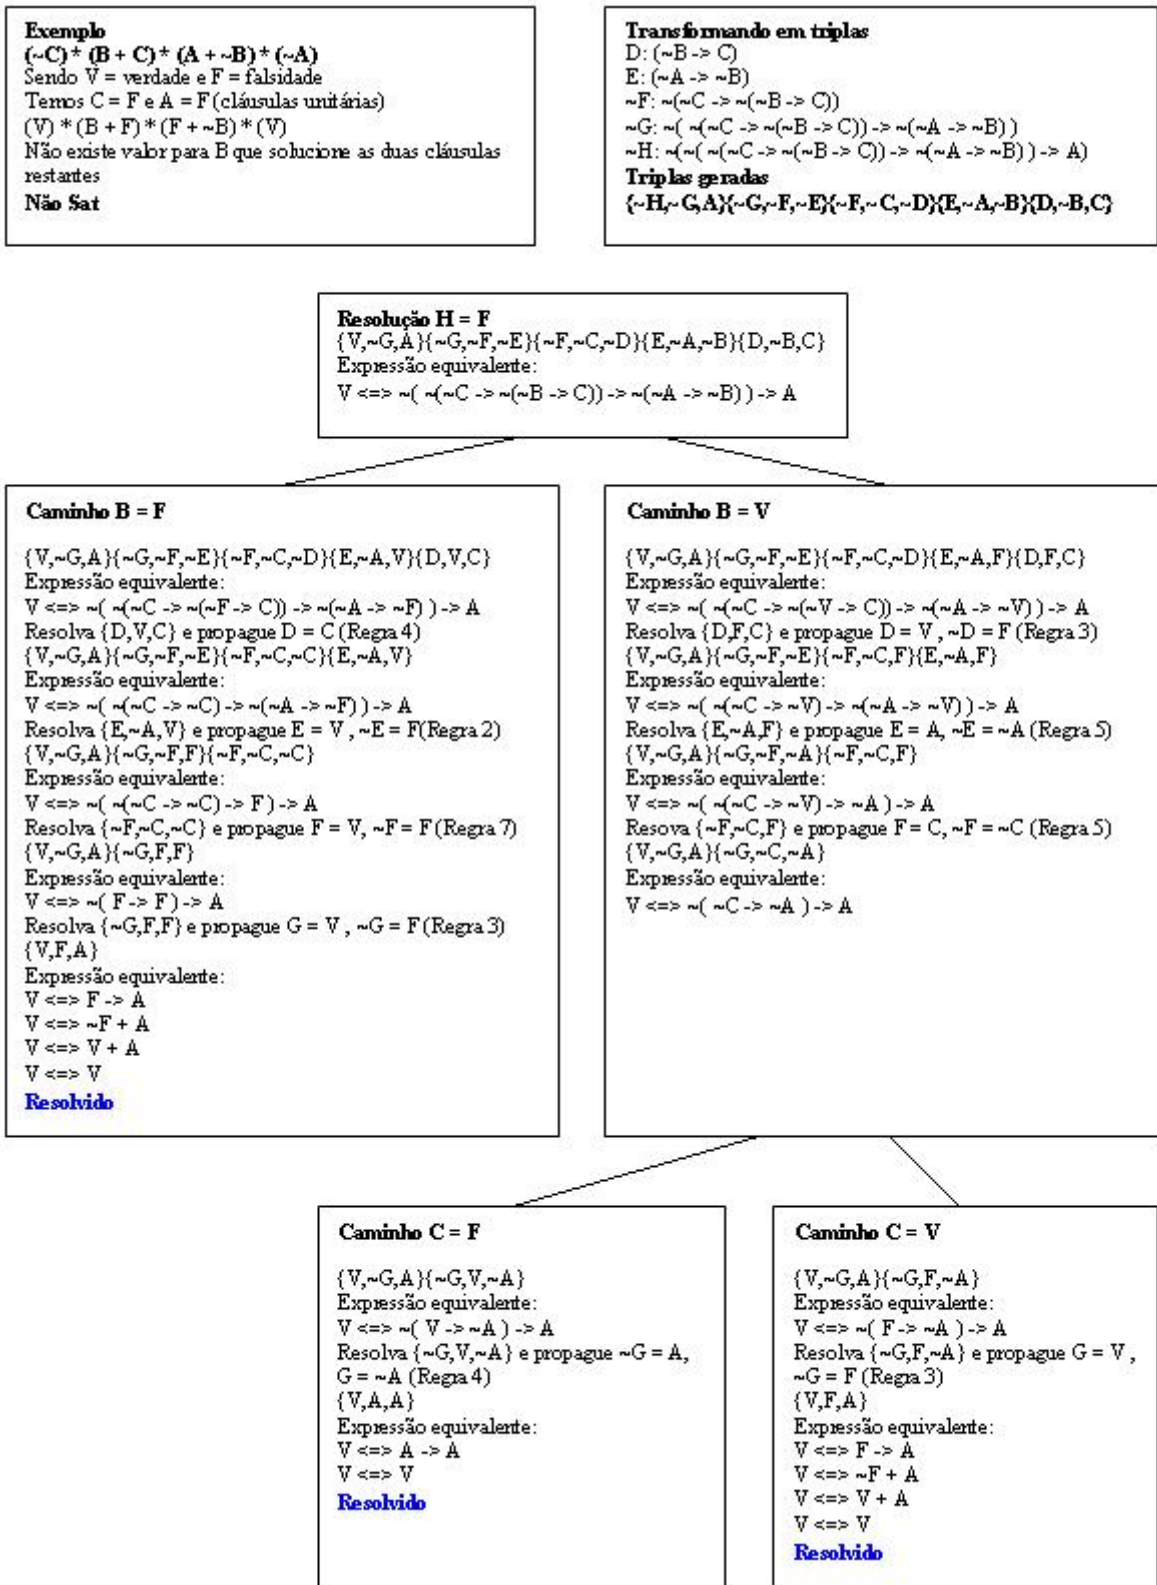 Exemplo
(~C) * (B + C) * (A + ~B) * (~A)
Sendo V = verdade e F = falsidade
Temos C = F e A = F (cláusulas unitárias)
(V) * (B + F) * (F + ~B) * (V)
Não existe valor para B que solucione as duas cláusulas
restantes
Não Sat
Transformando em triplas
D: (~B -> C)
E: (~A -> ~B)
~F: ~(~C -> ~(~B -> C))
~G: ~( ~(~C -> ~(~B -> C)) -> ~(~A -> ~B) )
~H: ~(~( ~(~C -> ~(~B -> C)) -> ~(~A -> ~B) ) -> A)
Triplas geradas
{~H,~G,A}{~G,~F,~E}{~F,~C,~D}{E,~A,~B}{D,~B,C}
Resolução H = F
{V,~G,A}{~G,~F,~E}{~F,~C,~D}{E,~A,~B}{D,~B,C}
Expressão equivalente:
V <=> ~( ~(~C -> ~(~B -> C)) -> ~(~A -> ~B) ) -> A
Caminho B = F
{V,~G,A}{~G,~F,~E}{~F,~C,~D}{E,~A,V}{D,V,C}
Expressão equivalente:
V <=> ~( ~(~C -> ~(~F -> C)) -> ~(~A -> ~F) ) -> A
Resolva {D,V,C} e propague D = C (Regra 4)
{V,~G,A}{~G,~F,~E}{~F,~C,~C}{E,~A,V}
Expressão equivalente:
V <=> ~( ~(~C -> ~C) -> ~(~A -> ~F) ) -> A
Resolva {E,~A,V} e propague E = V , ~E = F(Regra 2)
{V,~G,A}{~G,~F,F}{~F,~C,~C}
Expressão equivalente:
V <=> ~( ~(~C -> ~C) -> F ) -> A
Resolva {~F,~C,~C} e propague F = V, ~F = F (Regra 7)
{V,~G,A}{~G,F,F}
Expressão equivalente:
V <=> ~( F -> F ) -> A
Resolva {~G,F,F} e propague G = V , ~G = F (Regra 3)
{V,F,A}
Expressão equivalente:
V <=> F -> A
V <=> ~F + A
V <=> V + A
V <=> V
Resolvido
Caminho B = V
{V,~G,A}{~G,~F,~E}{~F,~C,~D}{E,~A,F}{D,F,C}
Expressão equivalente:
V <=> ~( ~(~C -> ~(~V -> C)) -> ~(~A -> ~V) ) -> A
Resolva {D,F,C} e propague D = V , ~D = F (Regra 3)
{V,~G,A}{~G,~F,~E}{~F,~C,F}{E,~A,F}
Expressão equivalente:
V <=> ~( ~(~C -> ~V) -> ~(~A -> ~V) ) -> A
Resolva {E,~A,F} e propague E = A, ~E = ~A (Regra 5)
{V,~G,A}{~G,~F,~A}{~F,~C,F}
Expressão equivalente:
V <=> ~( ~(~C -> ~V) -> ~A ) -> A
Resova {~F,~C,F} e propague F = C, ~F = ~C (Regra 5)
{V,~G,A}{~G,~C,~A}
Expressão equivalente:
V <=> ~( ~C -> ~A ) -> A
Caminho C = F
{V,~G,A}{~G,V,~A}
Expressão equivalente:
V <=> ~( V -> ~A ) -> A
Resolva {~G,V,~A} e propague ~G = A,
G = ~A (Regra 4)
{V,A,A}
Expressão equivalente:
V <=> A -> A
V <=> V
Resolvido
Caminho C = V
{V,~G,A}{~G,F,~A}
Expressão equivalente:
V <=> ~( F -> ~A ) -> A
Resolva {~G,F,~A} e propague G = V ,
~G = F (Regra 3)
{V,F,A}
Expressão equivalente:
V <=> F -> A
V <=> ~F + A
V <=> V + A
V <=> V
Resolvido